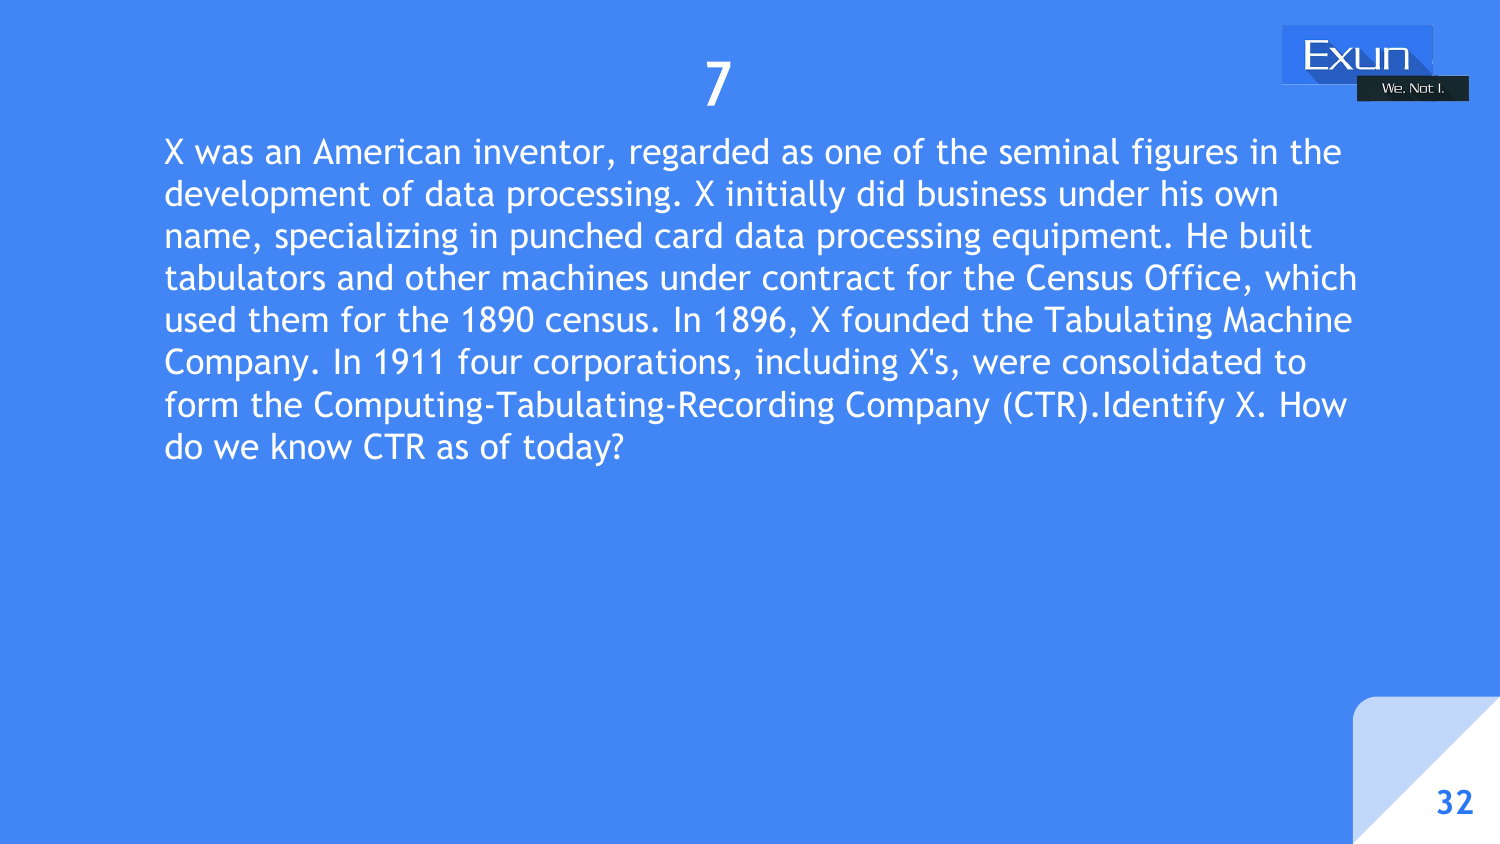 7
Exun
We. Not I.
X was an American inventor, regarded as one of the seminal figures in the
development of data processing. X initially did business under his own
name, specializing in punched card data processing equipment. He built
tabulators and other machines under contract for the Census Office, which
used them for the 1890 census. In 1896, X founded the Tabulating Machine
Company. In 1911 four corporations, including X's, were consolidated to
form the Computing-Tabulating-Recording Company (CTR).Identify X. How
do we know CTR as of today?
32